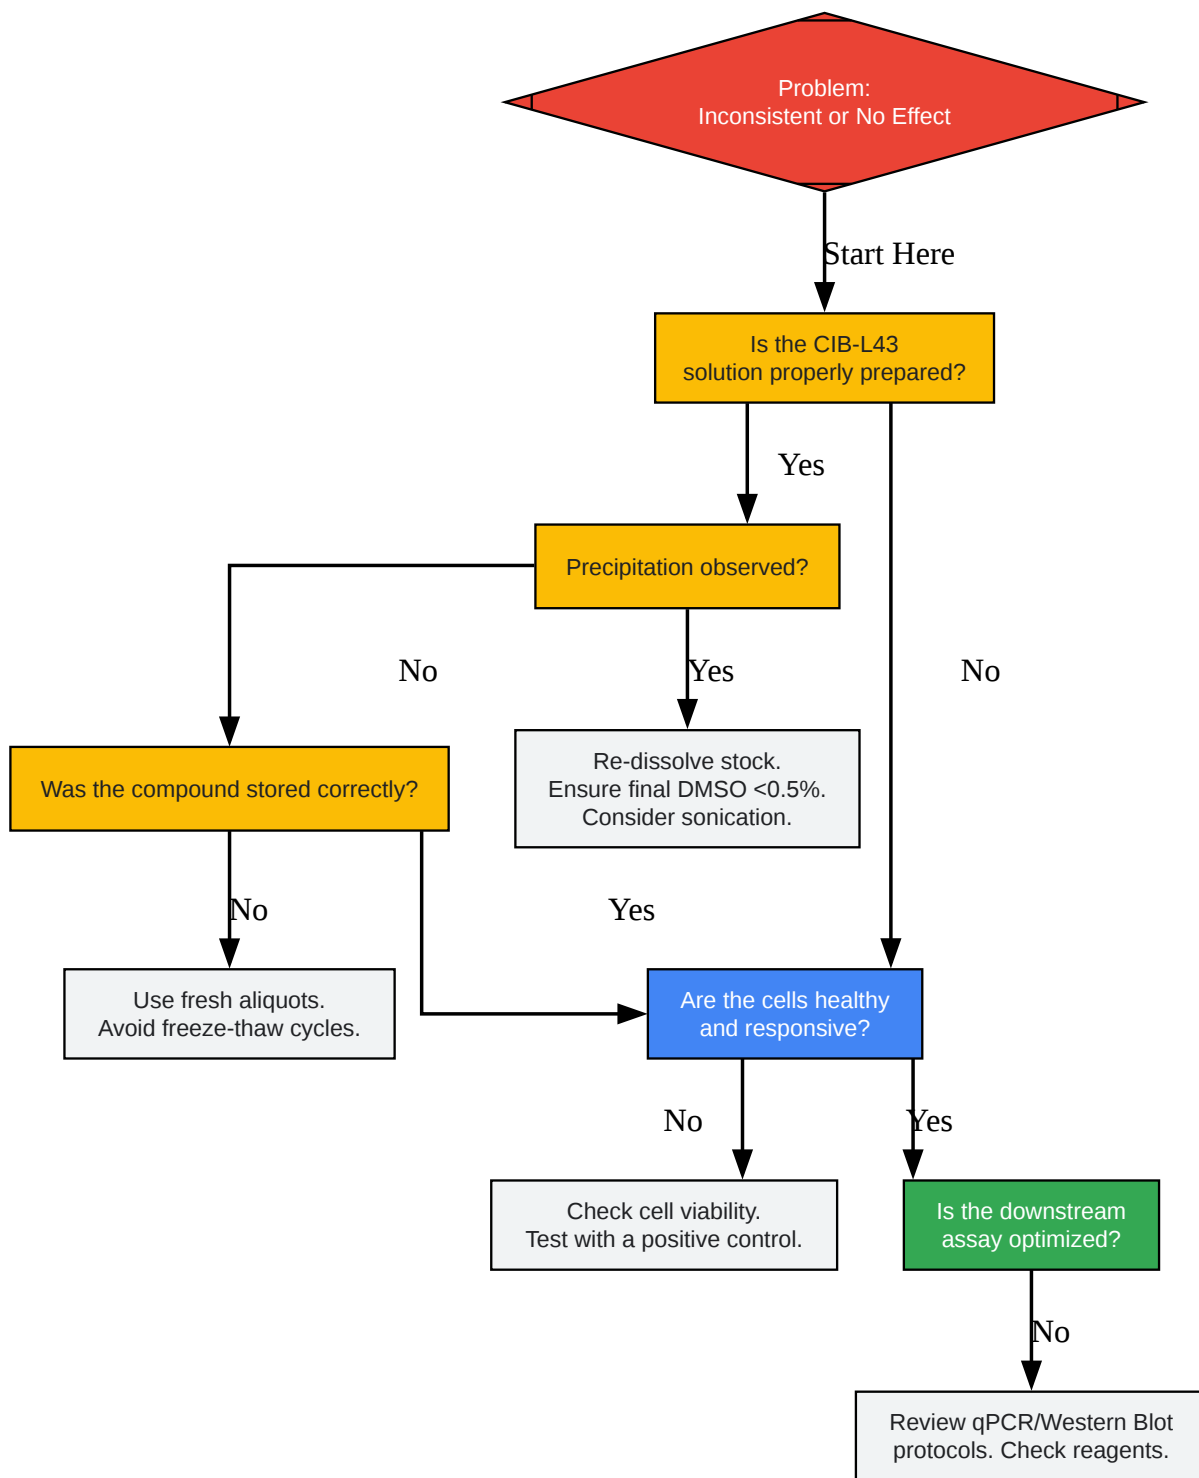 Problem:
Inconsistent or No Effect
Start Here
Is the CIB-L43
solution properly prepared?
Yes
Precipitation observed?
No
Yes
No
Was the compound stored correctly?
Re-dissolve stock.
Ensure final DMSO <0.5%.
Consider sonication.
No
Yes
Use fresh aliquots.
Avoid freeze-thaw cycles.
Are the cells healthy
and responsive?
No
Yes
Check cell viability.
Test with a positive control.
Is the downstream
assay optimized?
No
Review qPCR/Western Blot
protocols. Check reagents.